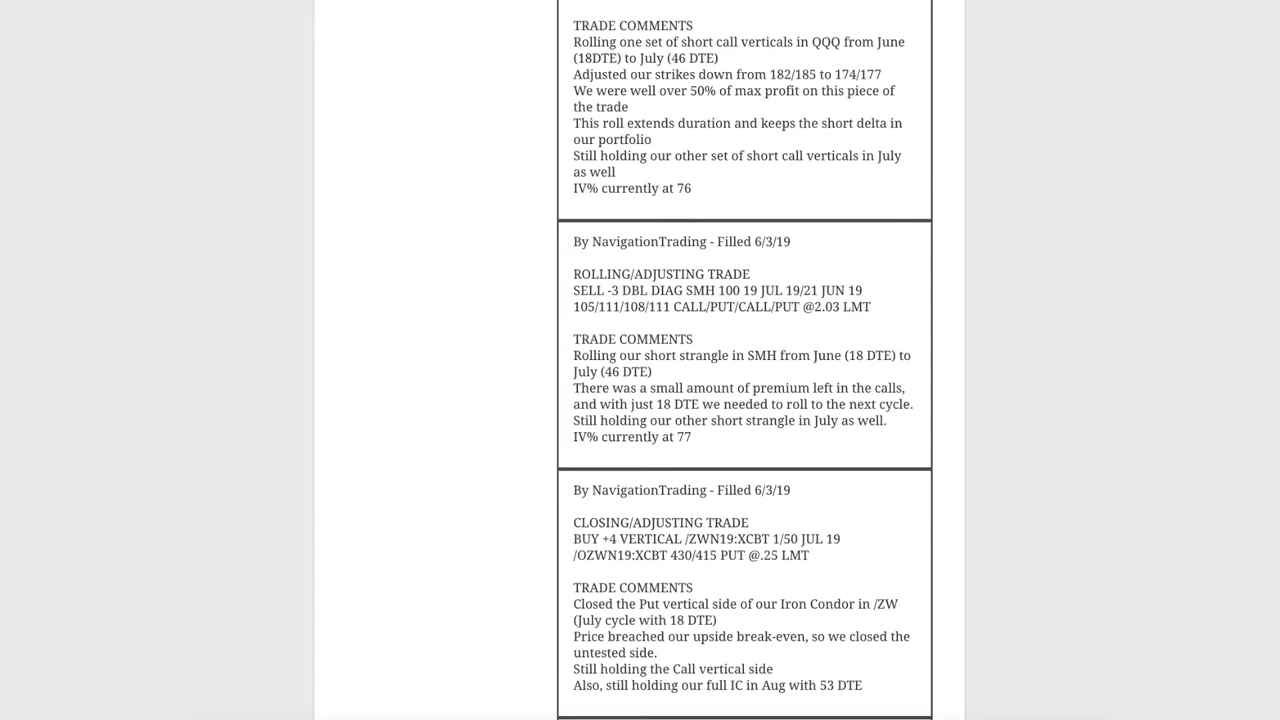 TRADE COMMENTS
Rolling one set of short call verticals in QQQ from June
(18DTE) to July (46 DTE)
Adjusted our strikes down from 182/185 to 174/177
We were well over 50% of max profit on this piece of
the trade
This roll extends duration and keeps the short delta in
our portfolio
Still holding our other set of short call verticals in July
as well
IV% currently at 76
By NavigationTrading - Filled 6/3/19
ROLLING/ADJUSTING TRADE
SELL -3 DBL DIAG SMH 100 19 JUL 19/21 JUN 19
105/111/108/111 CALL/PUT/CALL/PUT @2.03 LMT
TRADE COMMENTS
Rolling our short strangle in SMH from June (18 DTE) to
July (46 DTE)
There was a small amount of premium left in the calls,
and with just 18 DTE we needed to roll to the next cycle.
Still holding our other short strangle in July as well.
IV% currently at 77
By NavigationTrading - Filled 6/3/19
CLOSING/ADJUSTING TRADE
BUY +4 VERTICAL /ZWN19:XCBT 1/50 JUL 19
/OZWN19:XCBT 430/415 PUT @.25 LMT
TRADE COMMENTS
Closed the Put vertical side of our Iron Condor in /ZW
(July cycle with 18 DTE)
Price breached our upside break-even, so we closed the
untested side.
Still holding the Call vertical side
Also, still holding our full IC in Aug with 53 DTE